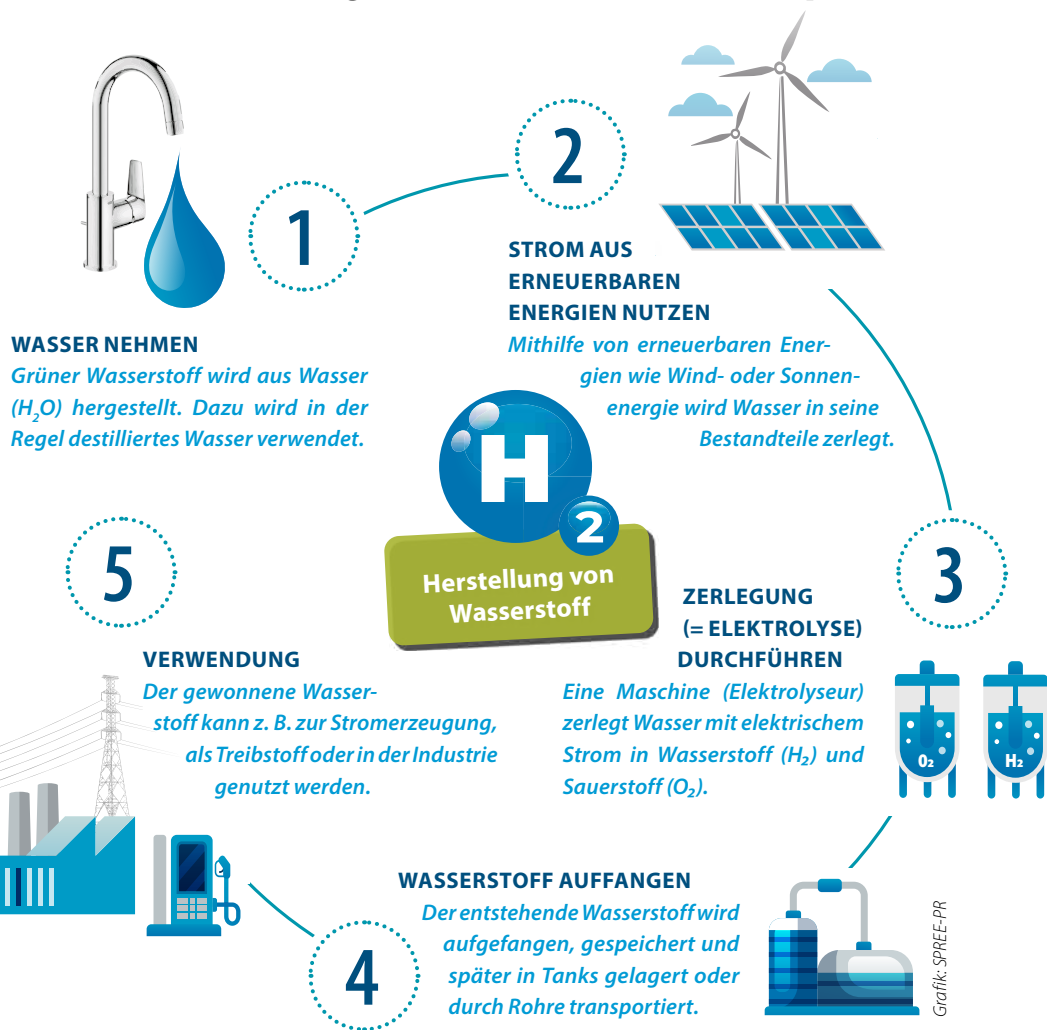 1
WASSER NEHMEN
Grüner Wasserstoff wird aus Wasser
(H₂O) hergestellt. Dazu wird in der
Regel destilliertes Wasser verwendet.
2
STROM AUS
ERNEUERBAREN
ENERGIEN NUTZEN
Mithilfe von erneuerbaren Ener-
gien wie Wind- oder Sonnen-
energie wird Wasser in seine
Bestandteile zerlegt.
H
2
Herstellung von
Wasserstoff
3
ZERLEGUNG
(= ELEKTROLYSE)
DURCHFÜHREN
Eine Maschine (Elektrolyseur)
zerlegt Wasser mit elektrischem
Strom in Wasserstoff (H₂) und
Sauerstoff (O₂).
O₂
H₂
4
WASSERSTOFF AUFFANGEN
Der entstehende Wasserstoff wird
aufgefangen, gespeichert und
später in Tanks gelagert oder
durch Rohre transportiert.
5
VERWENDUNG
Der gewonnene Wasser-
stoff kann z. B. zur Stromerzeugung,
als Treibstoff oder in der Industrie
genutzt werden.
Grafik: SPREE-PR